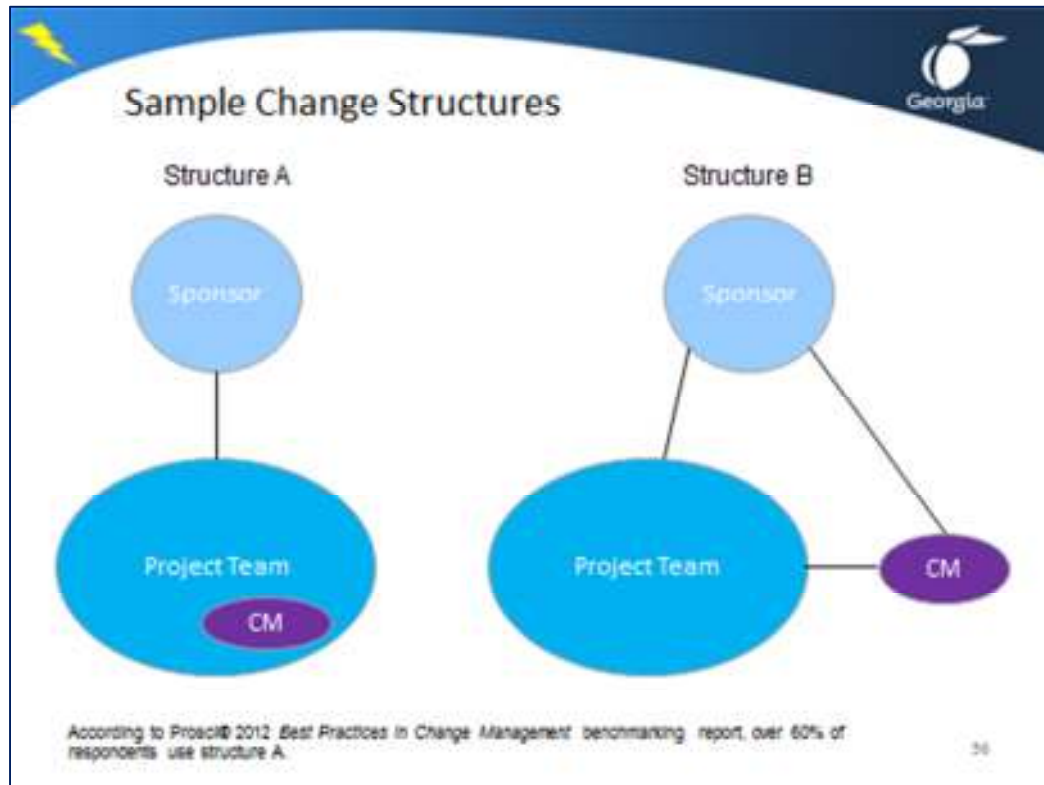 Georgia
Sample Change Structures
Structure A
Structure B
Sponsor
Sponsor
Project Team
CM
Project Team
CM
According to Prosci® 2012 Best Practices in Change Management benchmarking report, over 60% of
respondents use structure A.
36